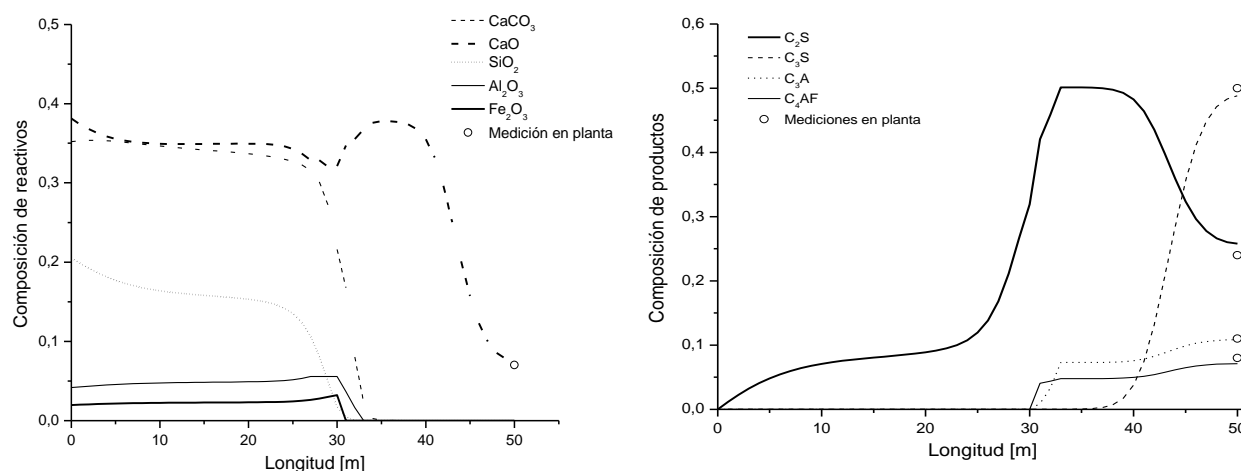 CaCO₃
CaO
SiO₂
Al₂O₃
Fe₂O₃
Medición en planta
Composición de reactivos
0,5
0,4
0,3
0,2
0,1
0,0
0 10 20 30 40 50
Longitud [m]
C₂S
C₃S
C₃A
C₄AF
Mediciones en planta
Composición de productos
0,6
0,5
0,4
0,3
0,2
0,1
0,0
0 10 20 30 40 50
Longitud [m]